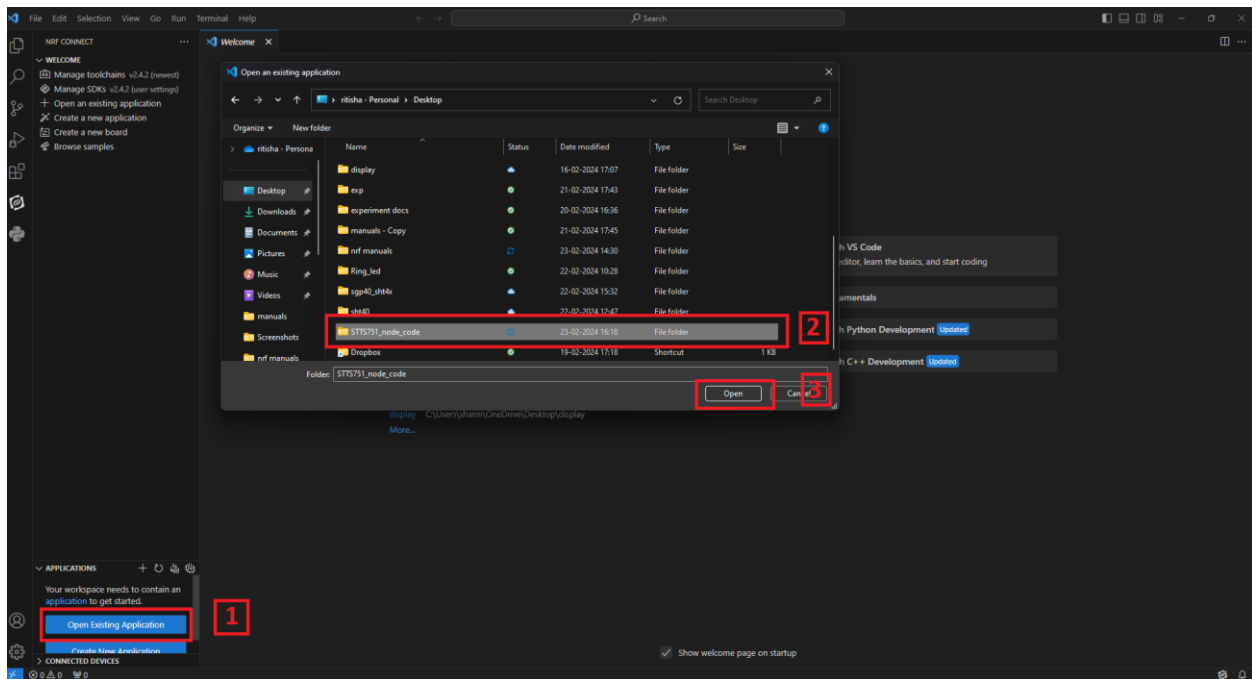 File Edit Selection View Go Run Terminal Help
Search
NRF CONNECT
Welcome
WELCOME
Manage toolchains v2.4.2 (newest)
Manage SDKs v2.4.2 (user settings)
Open an existing application
Create a new application
Create a new board
Browse samples
Open an existing application
ritisha - Personal > Desktop
Search Desktop
Organize New folder
ritisha - Persona
Desktop
Downloads
Documents
Pictures
Music
Videos
manuals
Screenshots
nrf manuals
Name Status Date modified Type Size
display 16-02-2024 17:07 File folder
exp 21-02-2024 17:43 File folder
experiment docs 20-02-2024 16:36 File folder
manuals - Copy 21-02-2024 17:45 File folder
nrf manuals 23-02-2024 14:30 File folder
Ring_led 22-02-2024 10:28 File folder
sgp40_sht4x 22-02-2024 15:32 File folder
sht40 22-02-2024 12:47 File folder
STTS751_node_code 23-02-2024 16:18 File folder
2
Dropbox 19-02-2024 17:18 Shortcut 1 KB
Folder: STTS751_node_code
Open
3
h VS Code
editor, learn the basics, and start coding
amentals
h Python Development Updated
h C++ Development Updated
display C:\Users\sharm\OneDrive\Desktop\display
More...
APPLICATIONS
Your workspace needs to contain an
application to get started.
Open Existing Application
1
Create New Application
CONNECTED DEVICES
Show welcome page on startup
0 0 0